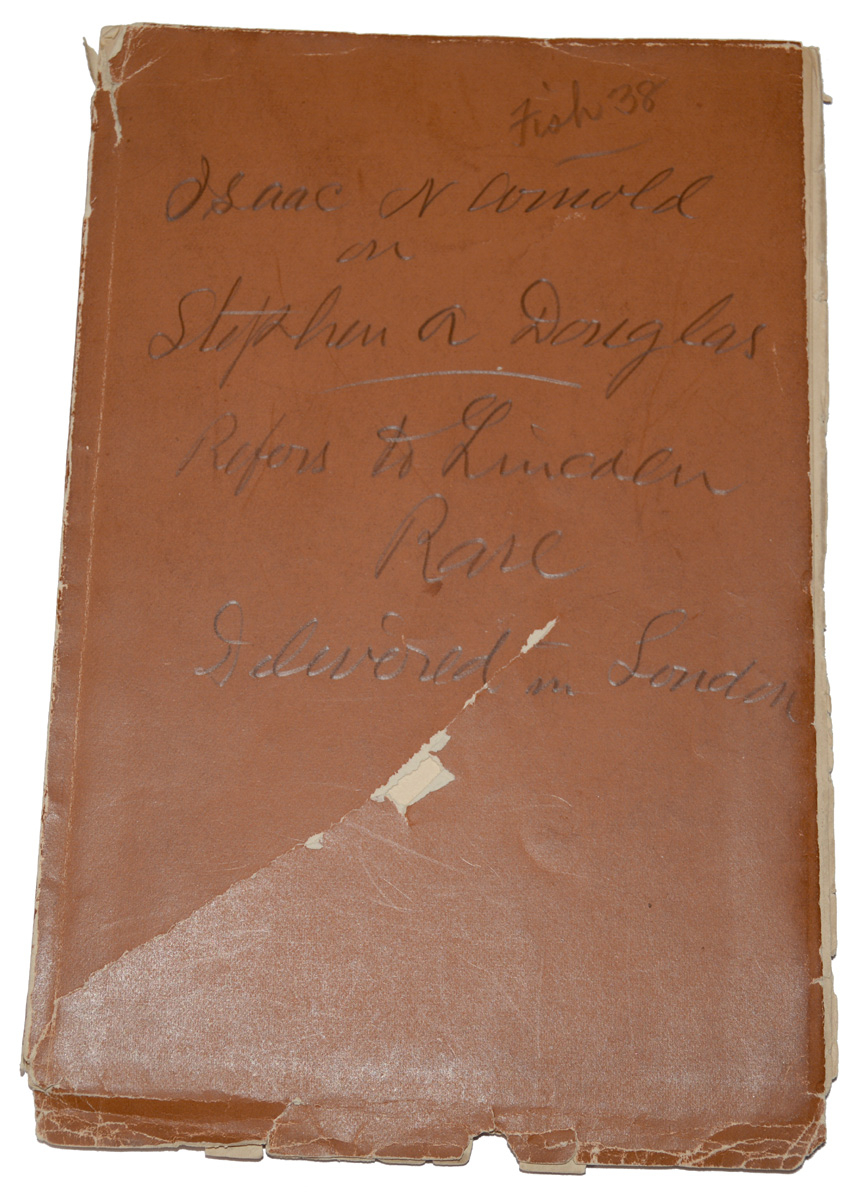 Fish 38
Isaac N Arnold
on
Stephen A Douglas
Refers to Lincoln
Rare
Delivered in London